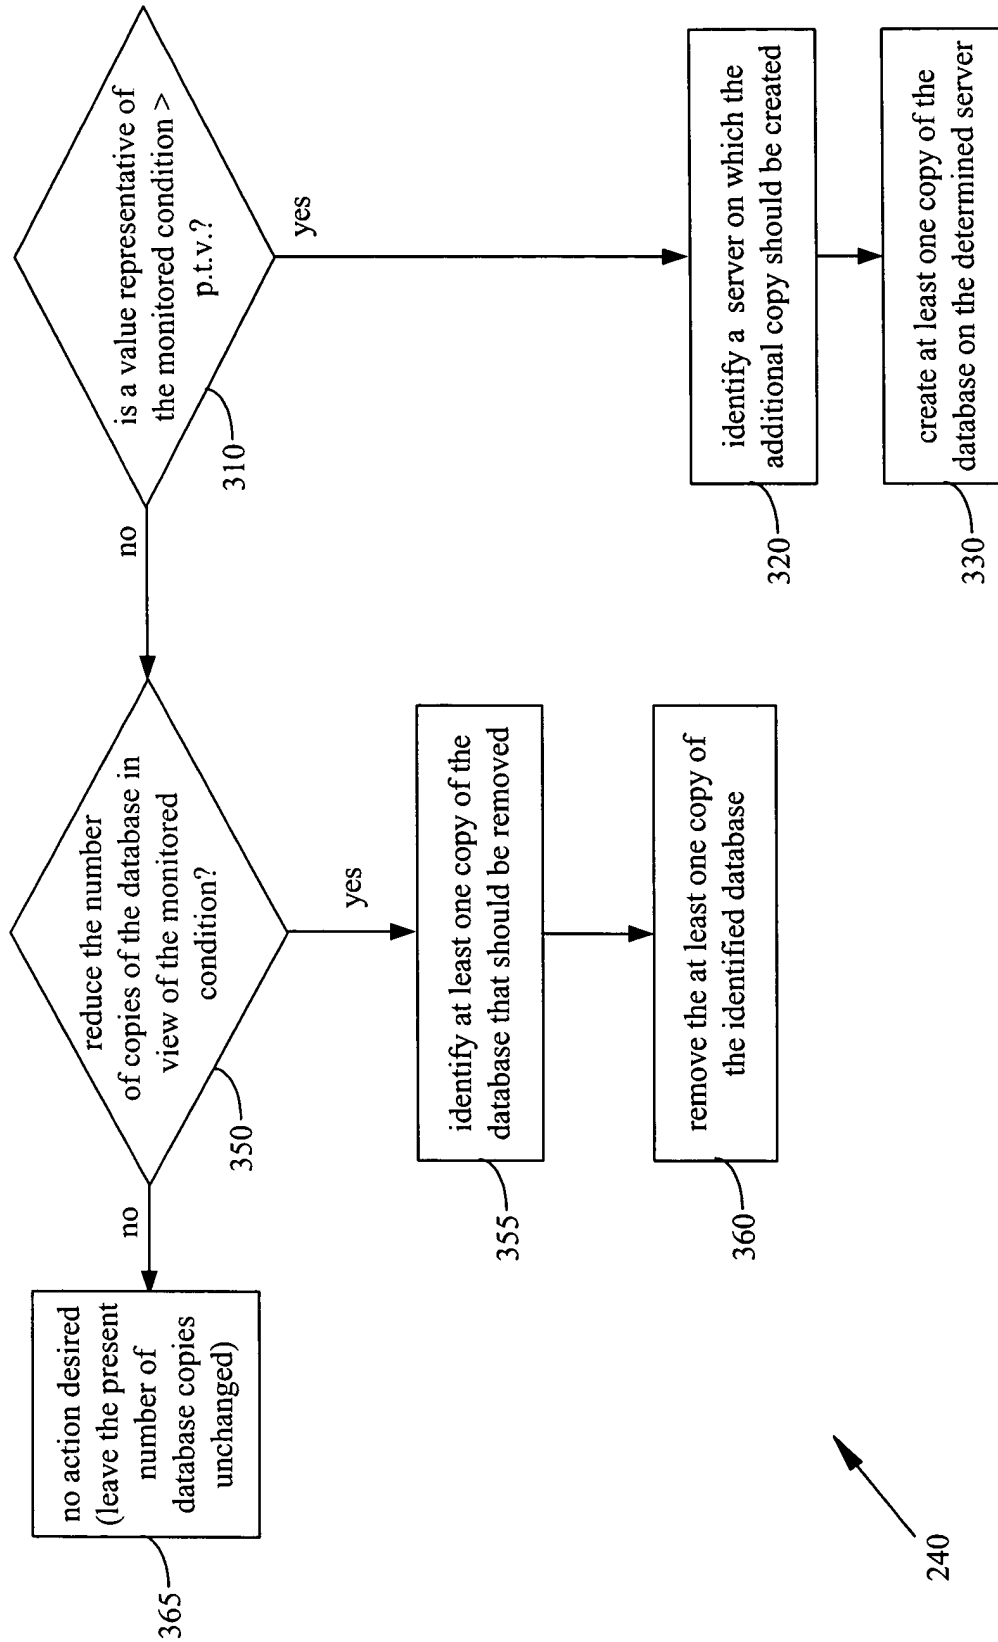 is a value representative of
the monitored condition >
p.t.v.?
310
yes
no
identify a server on which the
additional copy should be created
320
create at least one copy of the
database on the determined server
330
reduce the number
of copies of the database in
view of the monitored
condition?
350
yes
no
identify at least one copy of the
database that should be removed
355
remove the at least one copy of
the identified database
360
no action desired
(leave the present
number of
database copies
unchanged)
365
240